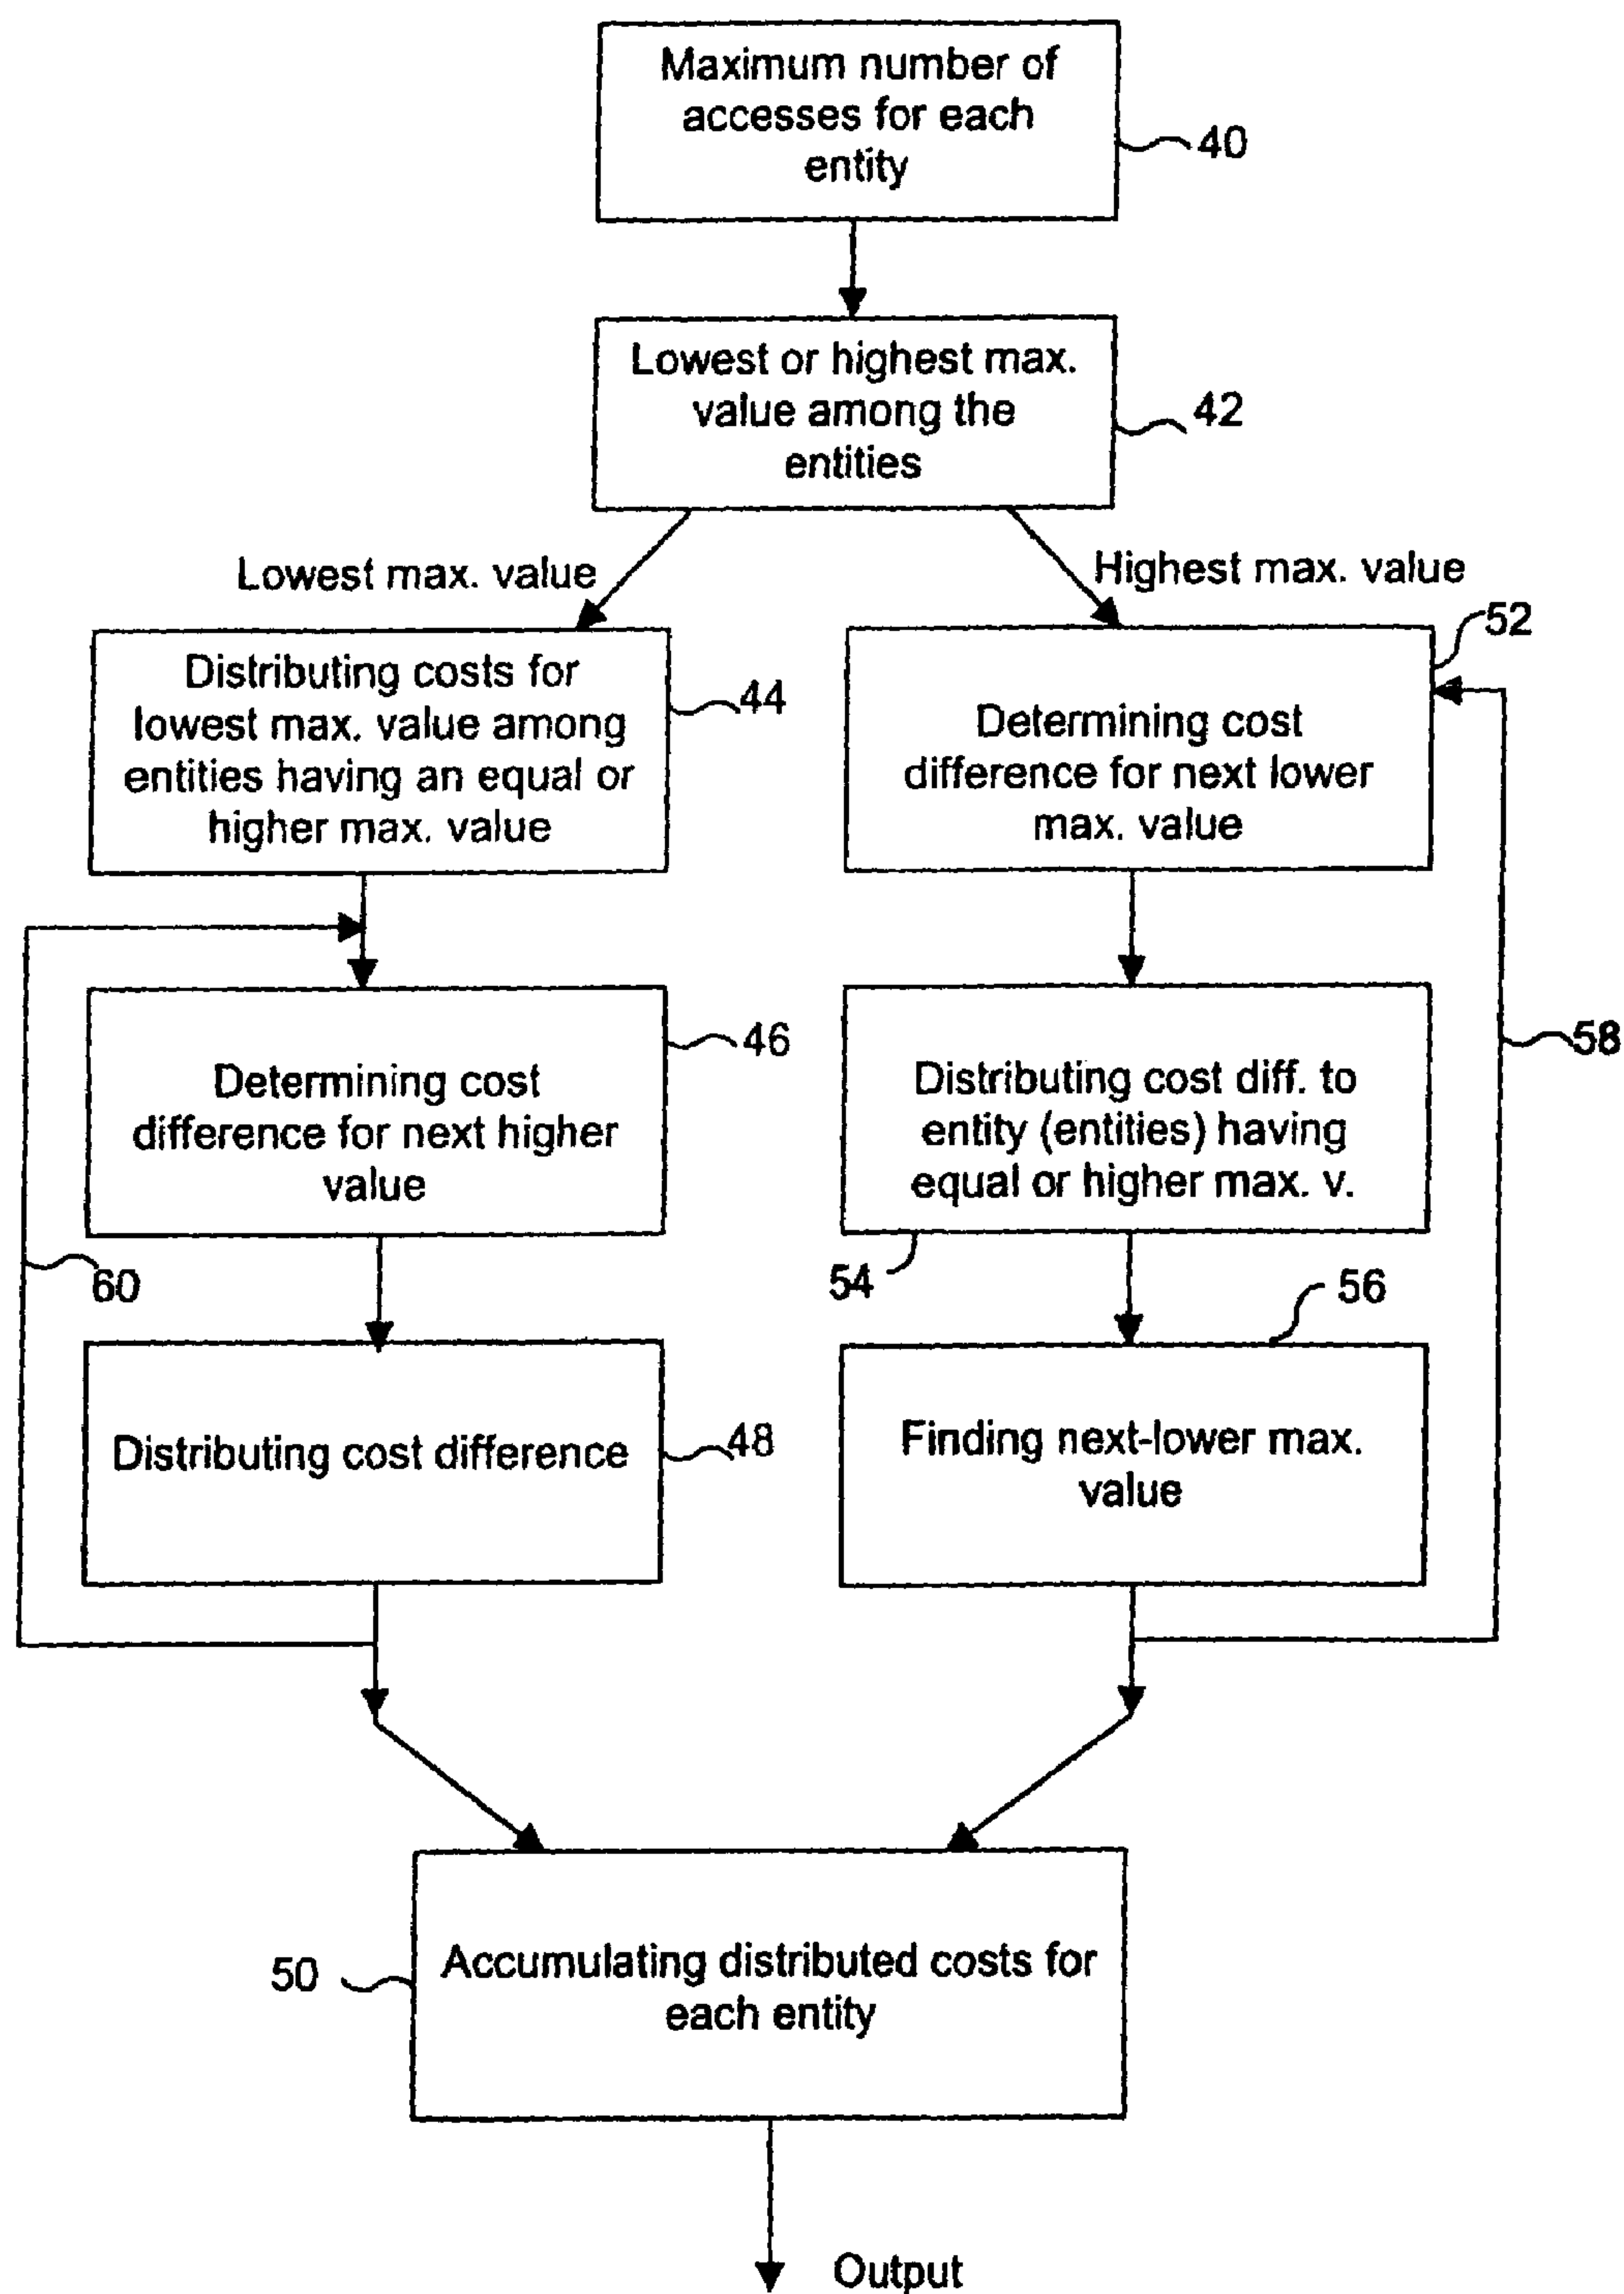 Maximum number of
accesses for each
entity
40
Lowest or highest max.
value among the
entities
42
Lowest max. value
Highest max. value
52
Distributing costs for
lowest max. value among
entities having an equal or
higher max. value
44
Determining cost
difference for next lower
max. value
46
Determining cost
difference for next higher
value
Distributing cost diff. to
entity (entities) having
equal or higher max. v.
58
60
54
56
Distributing cost difference
48
Finding next-lower max.
value
50
Accumulating distributed costs for
each entity
Output